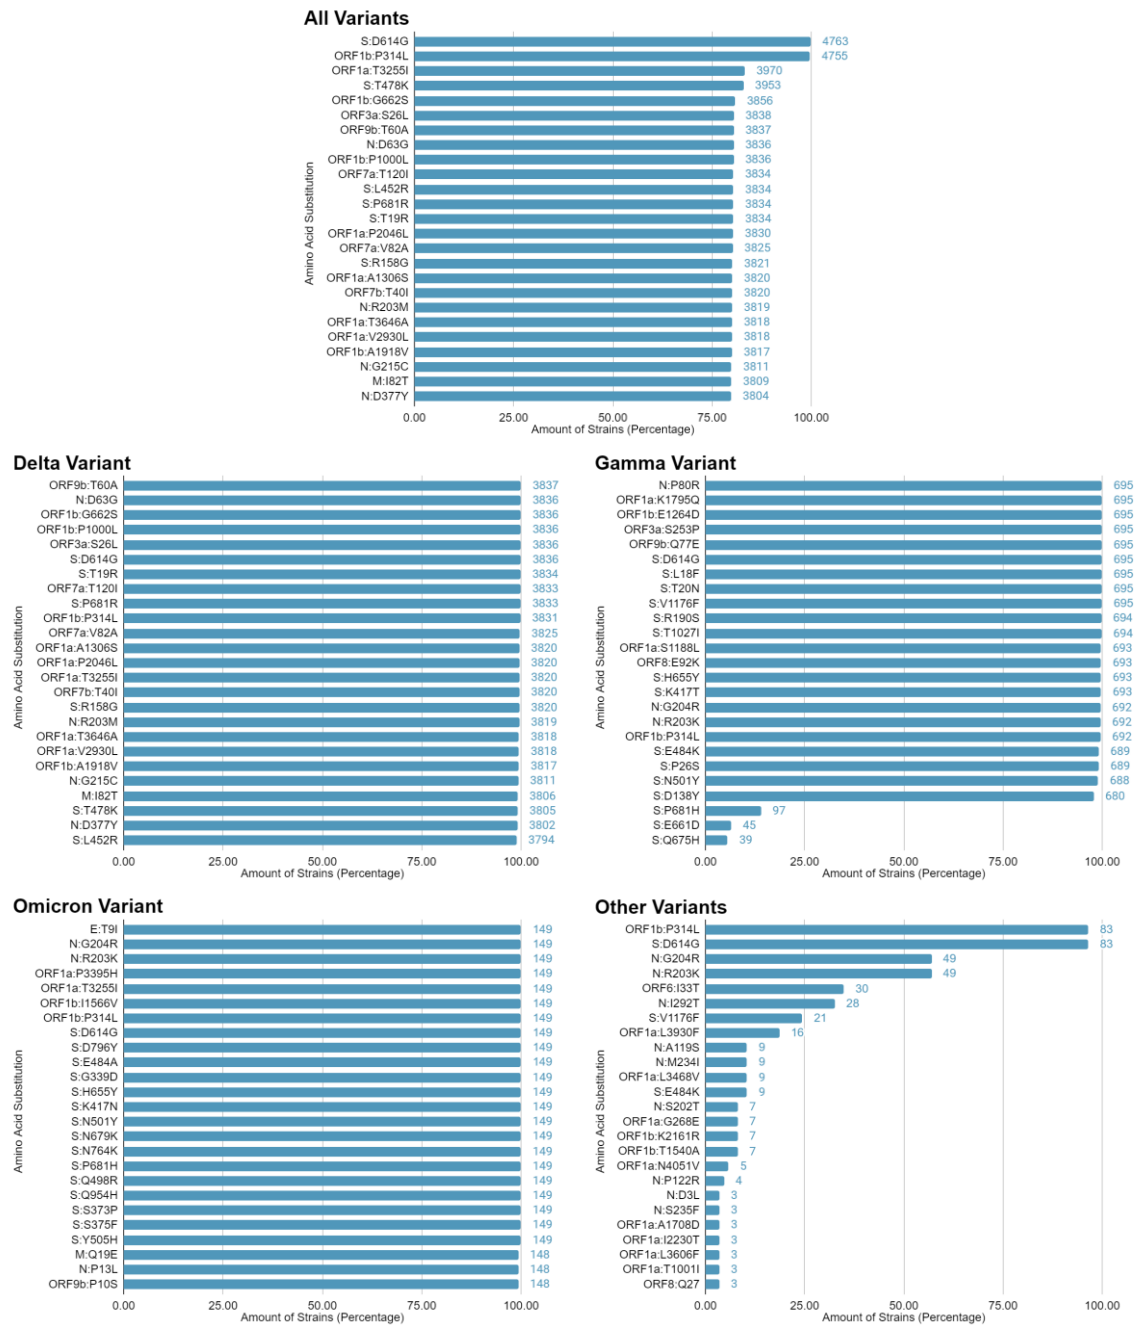 All Variants
Amino Acid Substitution
S:D614G 4763
ORF1b:P314L 4755
ORF1a:T3255I 3970
S:T478K 3953
ORF1b:G662S 3856
ORF3a:S26L 3838
ORF9b:T60A 3837
N:D63G 3836
ORF1b:P1000L 3836
ORF7a:T120I 3834
S:L452R 3834
S:P681R 3834
S:T19R 3834
ORF1a:P2046L 3830
ORF7a:V82A 3825
S:R158G 3821
ORF1a:A1306S 3820
ORF7b:T40I 3820
N:R203M 3819
ORF1a:T3646A 3818
ORF1a:V2930L 3818
ORF1b:A1918V 3817
N:G215C 3811
M:I82T 3809
N:D377Y 3804
0.00 25.00 50.00 75.00 100.00
Amount of Strains (Percentage)
Delta Variant
Amino Acid Substitution
ORF9b:T60A 3837
N:D63G 3836
ORF1b:G662S 3836
ORF1b:P1000L 3836
ORF3a:S26L 3836
S:D614G 3836
S:T19R 3834
ORF7a:T120I 3833
S:P681R 3833
ORF1b:P314L 3831
ORF7a:V82A 3825
ORF1a:A1306S 3820
ORF1a:P2046L 3820
ORF1a:T3255I 3820
ORF7b:T40I 3820
S:R158G 3820
N:R203M 3819
ORF1a:T3646A 3818
ORF1a:V2930L 3818
ORF1b:A1918V 3817
N:G215C 3811
M:I82T 3806
S:T478K 3805
N:D377Y 3802
S:L452R 3794
0.00 25.00 50.00 75.00 100.00
Amount of Strains (Percentage)
Gamma Variant
Amino Acid Substitution
N:P80R 695
ORF1a:K1795Q 695
ORF1b:E1264D 695
ORF3a:S253P 695
ORF9b:Q77E 695
S:D614G 695
S:L18F 695
S:T20N 695
S:V1176F 695
S:R190S 694
S:T1027I 694
ORF1a:S1188L 693
ORF8:E92K 693
S:H655Y 693
S:K417T 693
N:G204R 692
N:R203K 692
ORF1b:P314L 692
S:E484K 689
S:P26S 689
S:N501Y 688
S:D138Y 680
S:P681H 97
S:E661D 45
S:Q675H 39
0.00 25.00 50.00 75.00 100.00
Amount of Strains (Percentage)
Omicron Variant
Amino Acid Substitution
E:T9I 149
N:G204R 149
N:R203K 149
ORF1a:P3395H 149
ORF1a:T3255I 149
ORF1b:I1566V 149
ORF1b:P314L 149
S:D614G 149
S:D796Y 149
S:E484A 149
S:G339D 149
S:H655Y 149
S:K417N 149
S:N501Y 149
S:N679K 149
S:N764K 149
S:P681H 149
S:Q498R 149
S:Q954H 149
S:S373P 149
S:S375F 149
S:Y505H 149
M:Q19E 148
N:P13L 148
ORF9b:P10S 148
0.00 25.00 50.00 75.00 100.00
Amount of Strains (Percentage)
Other Variants
Amino Acid Substitution
ORF1b:P314L 83
S:D614G 83
N:G204R 49
N:R203K 49
ORF6:I33T 30
N:I292T 28
S:V1176F 21
ORF1a:L3930F 16
N:A119S 9
N:M234I 9
ORF1a:L3468V 9
S:E484K 9
N:S202T 7
ORF1a:G268E 7
ORF1b:K2161R 7
ORF1b:T1540A 7
ORF1a:N4051V 5
N:P122R 4
N:D3L 3
N:S235F 3
ORF1a:A1708D 3
ORF1a:I2230T 3
ORF1a:L3606F 3
ORF1a:T1001I 3
ORF8:Q27 3
0.00 25.00 50.00 75.00 100.00
Amount of Strains (Percentage)